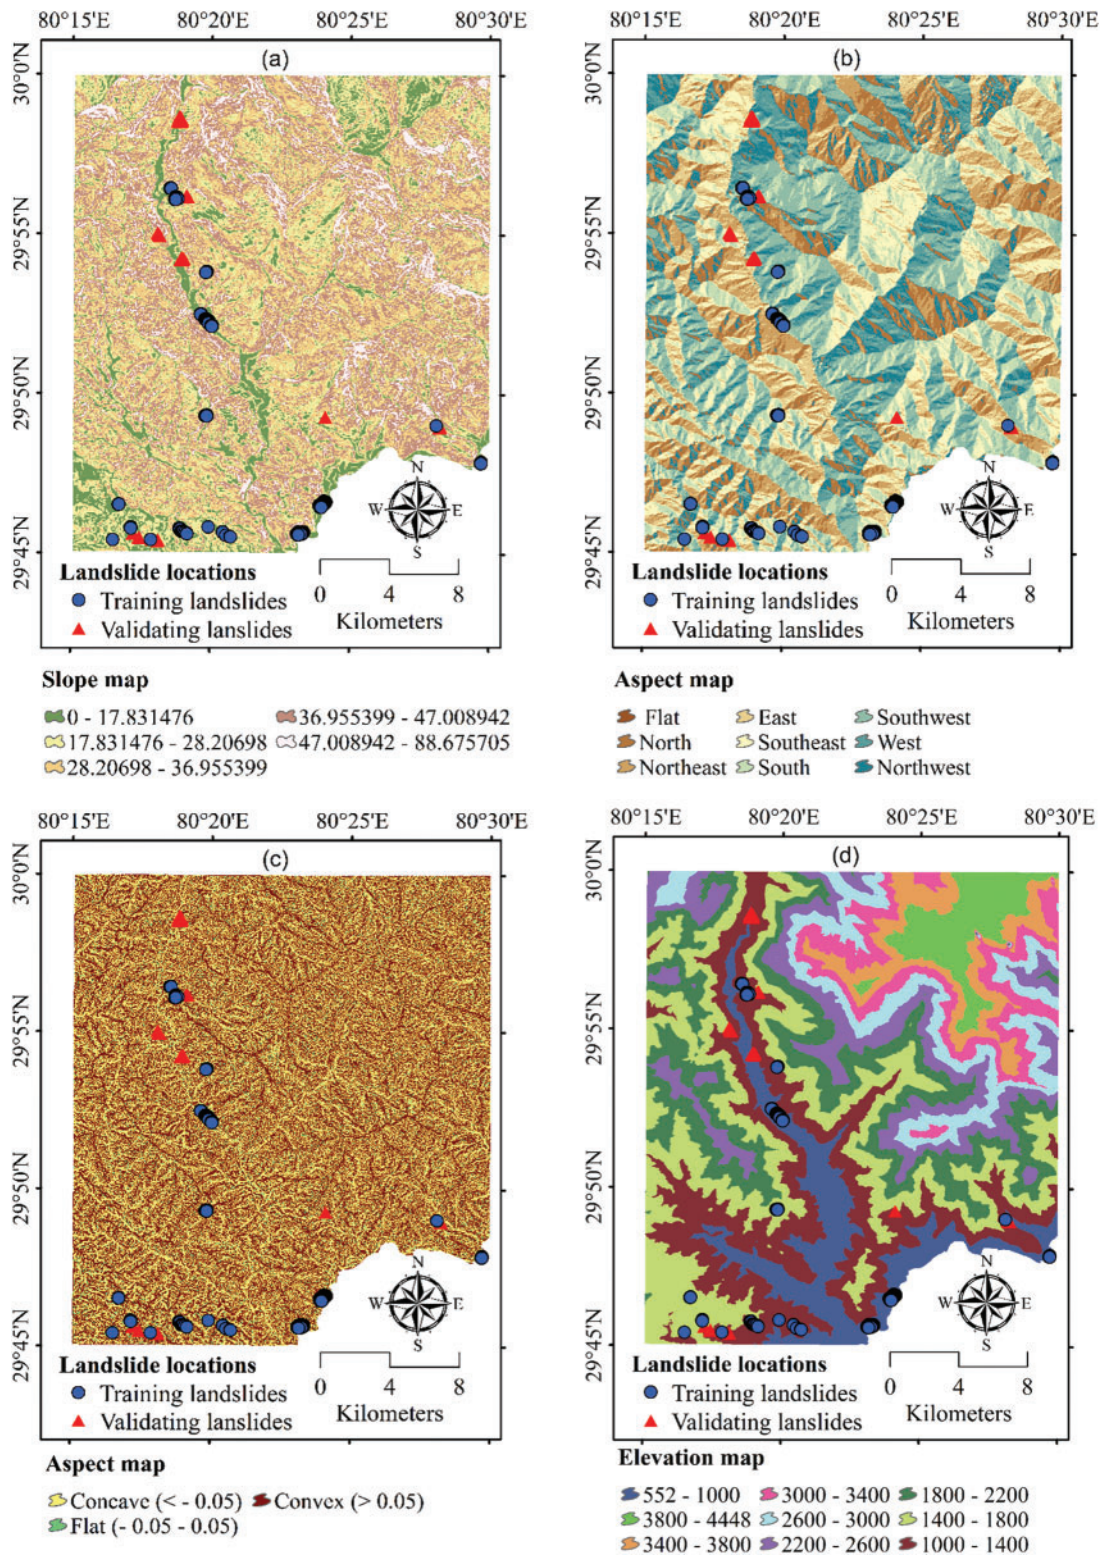 80°15'E 80°20'E 80°25'E 80°30'E
(a)
30°0'N
29°55'N
29°50'N
29°45'N
N
W E
S
Landslide locations
Training landslides
Validating lanslides
0 4 8
Kilometers
Slope map
0 - 17.831476
17.831476 - 28.20698
28.20698 - 36.955399
36.955399 - 47.008942
47.008942 - 88.675705
80°15'E 80°20'E 80°25'E 80°30'E
(b)
30°0'N
29°55'N
29°50'N
29°45'N
N
W E
S
Landslide locations
Training landslides
Validating lanslides
0 4 8
Kilometers
Aspect map
Flat
North
Northeast
East
Southeast
South
Southwest
West
Northwest
80°15'E 80°20'E 80°25'E 80°30'E
(c)
30°0'N
29°55'N
29°50'N
29°45'N
N
W E
S
Landslide locations
Training landslides
Validating lanslides
0 4 8
Kilometers
Aspect map
Concave (< - 0.05)
Flat (- 0.05 - 0.05)
Convex (> 0.05)
80°15'E 80°20'E 80°25'E 80°30'E
(d)
30°0'N
29°55'N
29°50'N
29°45'N
N
W E
S
Landslide locations
Training landslides
Validating lanslides
0 4 8
Kilometers
Elevation map
552 - 1000
3800 - 4448
3400 - 3800
3000 - 3400
2600 - 3000
2200 - 2600
1800 - 2200
1400 - 1800
1000 - 1400